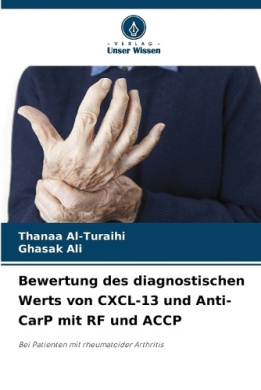 VERLAG
Unser Wissen
Thanaa Al-Turaihi
Ghasak Ali
Bewertung des diagnostischen
Werts von CXCL-13 und Anti-
CarP mit RF und ACCP
Bei Patienten mit rheumatoider Arthritis